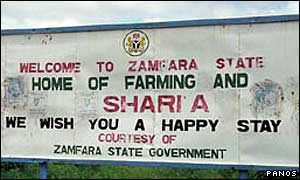 WELCOME TO ZAMFARA STATE
HOME OF FARMING AND
SHARI'A
WE WISH YOU A HAPPY STAY
COURTESY OF
ZAMFARA STATE GOVERNMENT
PANOS